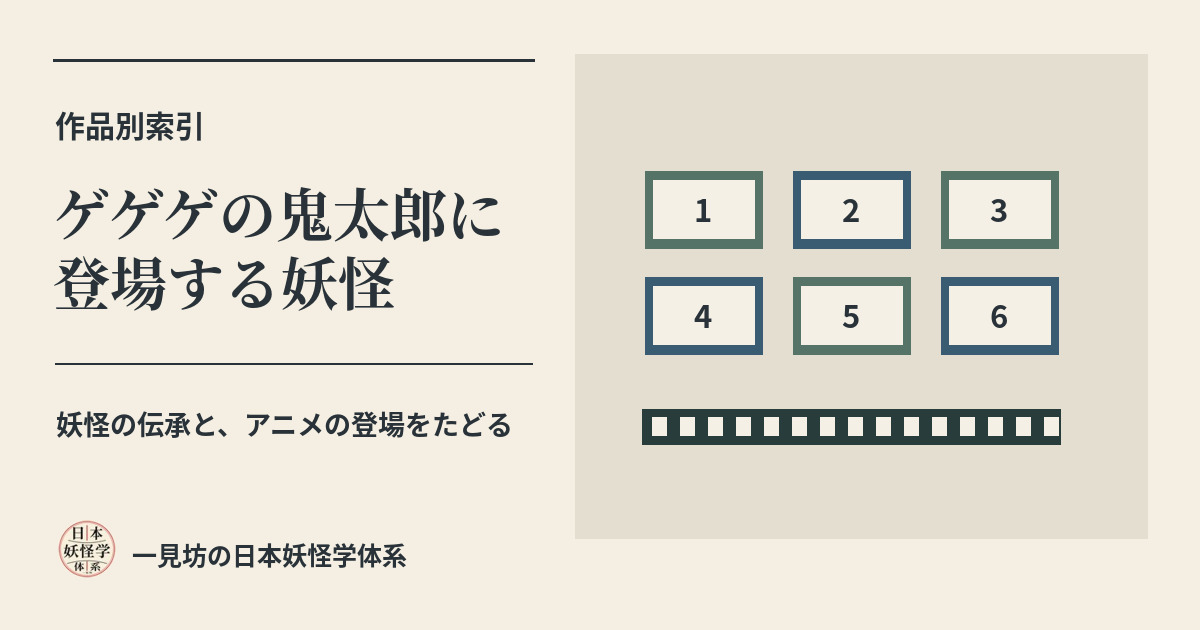 作品別索引
ゲゲゲの鬼太郎に
登場する妖怪
妖怪の伝承と、アニメの登場をたどる
日本
妖怪学
体系
一見坊の日本妖怪学体系
1 2 3
4 5 6